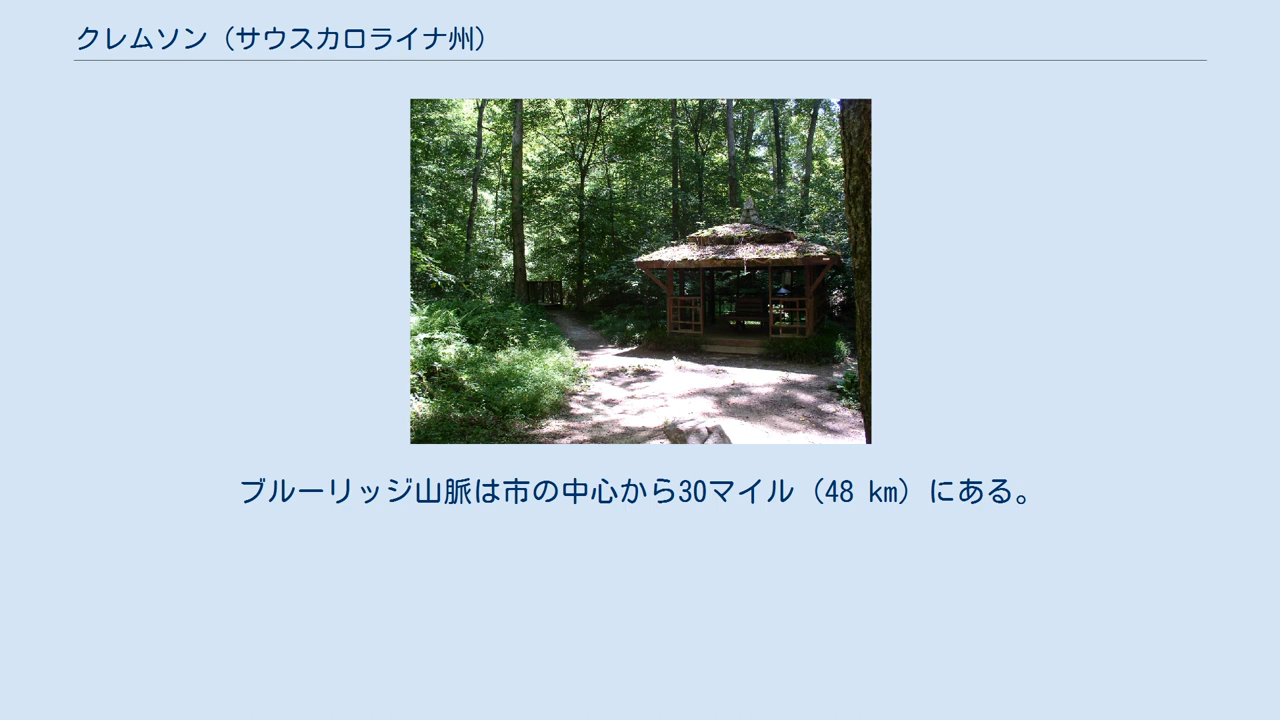 クレムソン（サウスカロライナ州）
ブルーリッジ山脈は市の中心から30マイル（48 km）にある。